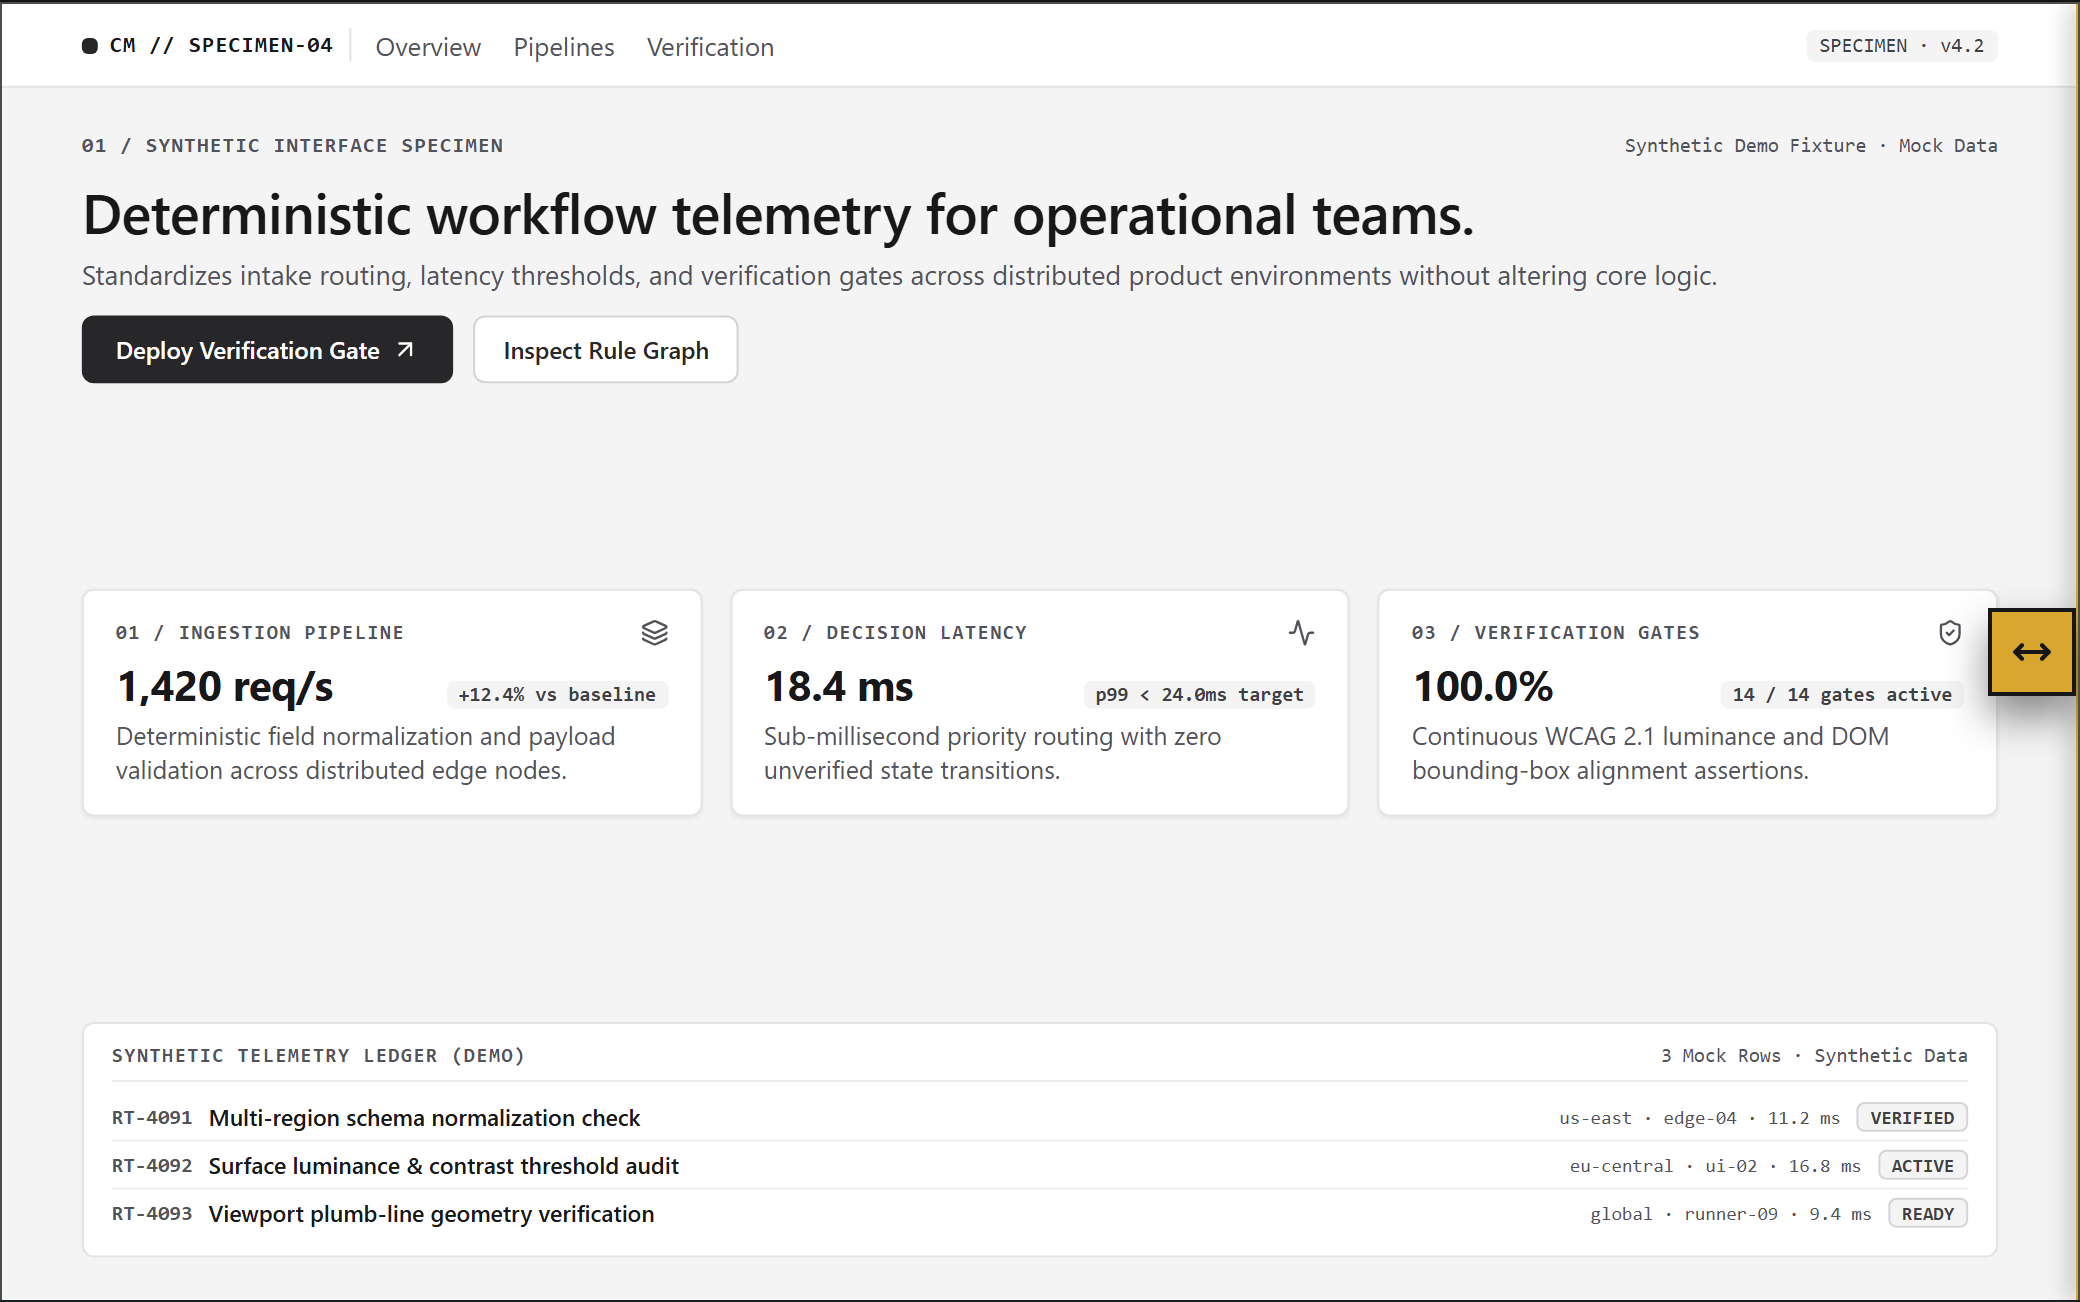 CM // SPECIMEN-04
Overview
Pipelines
Verification
SPECIMEN · v4.2
01 / SYNTHETIC INTERFACE SPECIMEN
Synthetic Demo Fixture · Mock Data
Deterministic workflow telemetry for operational teams.
Standardizes intake routing, latency thresholds, and verification gates across distributed product environments without altering core logic.
Deploy Verification Gate
Inspect Rule Graph
01 / INGESTION PIPELINE
1,420 req/s
+12.4% vs baseline
Deterministic field normalization and payload
validation across distributed edge nodes.
02 / DECISION LATENCY
18.4 ms
p99 < 24.0ms target
Sub-millisecond priority routing with zero
unverified state transitions.
03 / VERIFICATION GATES
100.0%
14 / 14 gates active
Continuous WCAG 2.1 luminance and DOM
bounding-box alignment assertions.
SYNTHETIC TELEMETRY LEDGER (DEMO)
3 Mock Rows · Synthetic Data
RT-4091 Multi-region schema normalization check
us-east · edge-04 · 11.2 ms VERIFIED
RT-4092 Surface luminance & contrast threshold audit
eu-central · ui-02 · 16.8 ms ACTIVE
RT-4093 Viewport plumb-line geometry verification
global · runner-09 · 9.4 ms READY